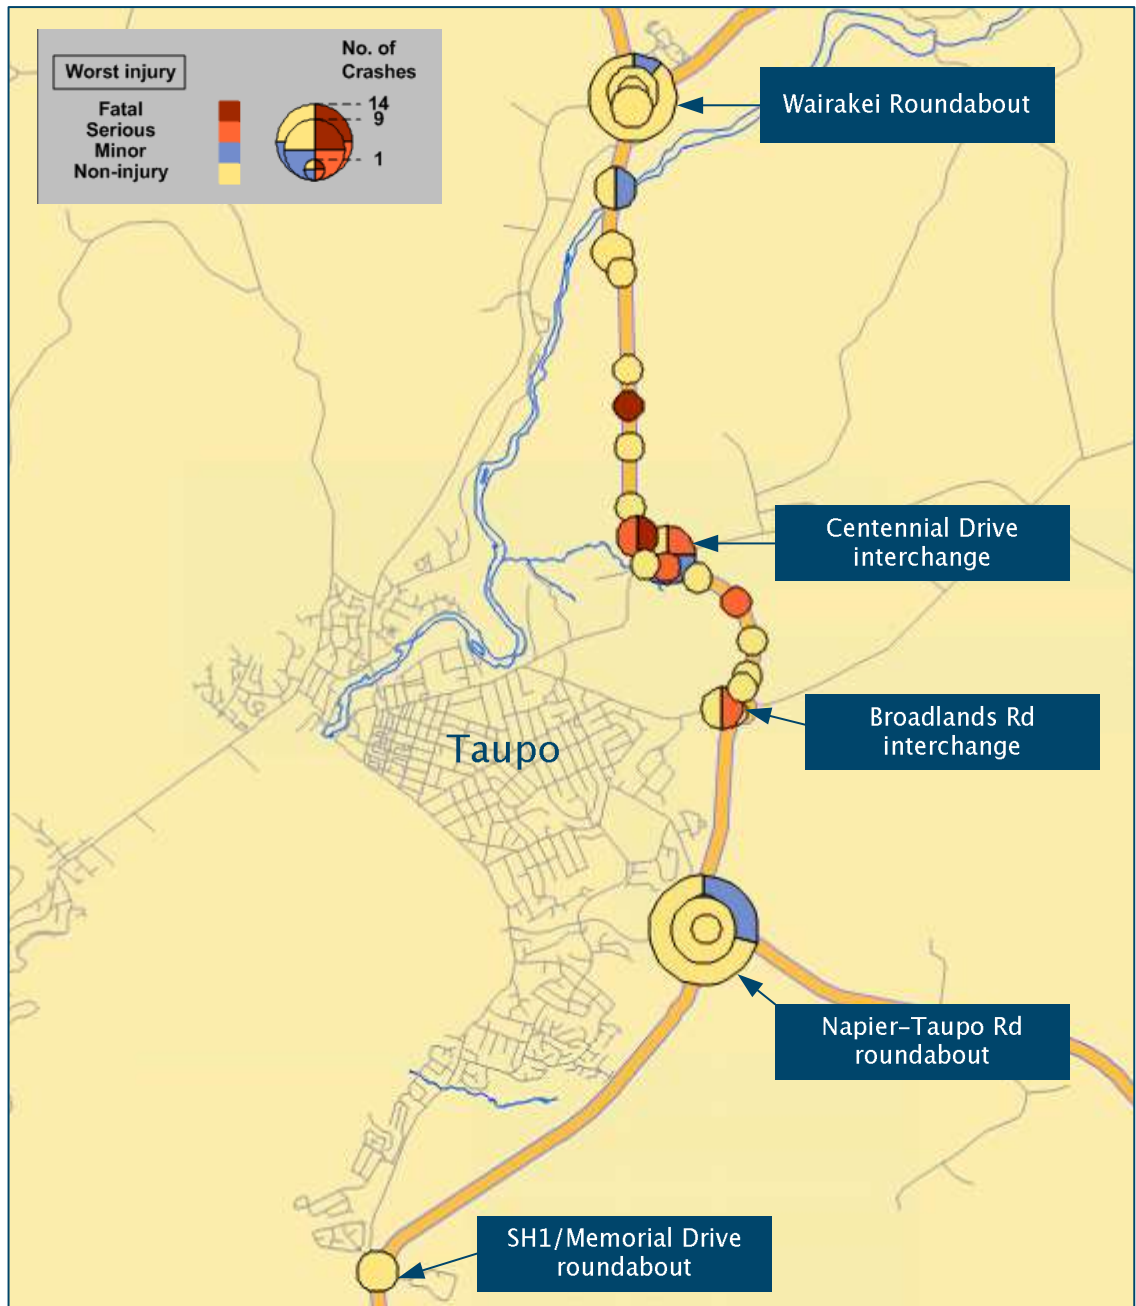 No. of
Crashes
Worst injury
Fatal
Serious
Minor
Non-injury
14
9
1
Wairakei Roundabout
Centennial Drive
interchange
Broadlands Rd
interchange
Taupo
Napier-Taupo Rd
roundabout
SH1/Memorial Drive
roundabout